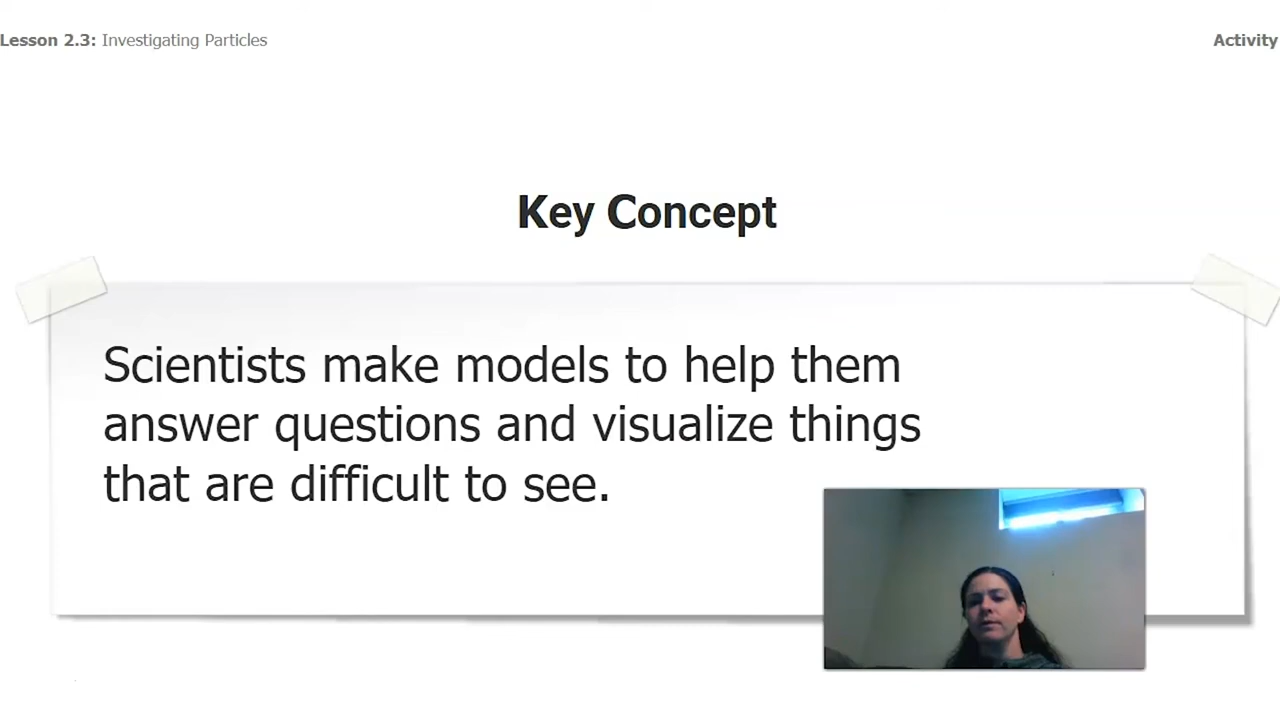 Lesson 2.3: Investigating Particles
Activity
Key Concept
Scientists make models to help them
answer questions and visualize things
that are difficult to see.